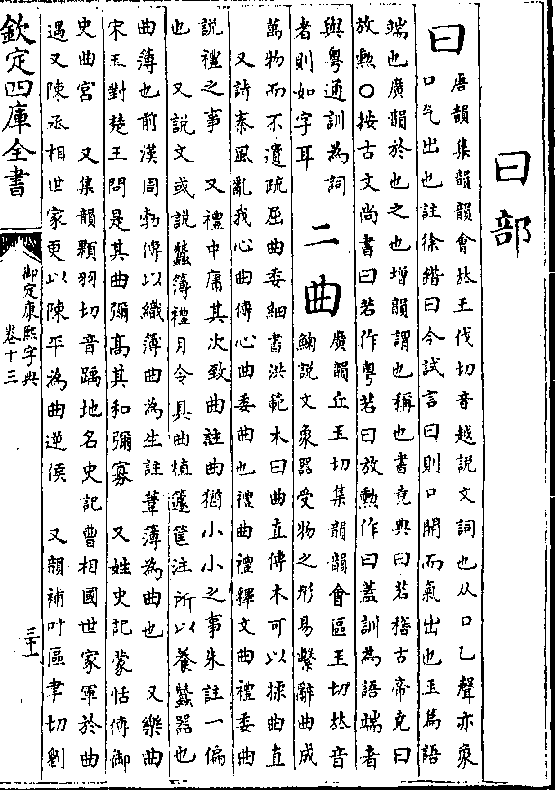 曰部
曰
唐韻集韻韻會𠀤王伐切音越說文詞也从口乙聲亦象
口气出也註徐鍇曰今試言曰則口開而氣出也玉篇語
端也廣韻於也之也增韻謂也稱也書堯典曰若稽古帝堯曰
放勲○按古文尚書曰若作粤若曰放勲作曰蓋訓為語端者
與粤通訓為詞
者則如字耳
二
曲
廣韻丘玉切集韻韻會區玉切𠀤音
䖦說文象器受物之形易繫辭曲成
萬物而不遺疏屈曲委細書洪範木曰曲直傳木可以揉曲直
又詩秦風亂我心曲傳心曲委曲也禮曲禮釋文曲禮委曲
說禮之事　又禮中庸其次致曲註曲猶小小之事朱註一偏
也　又說文或說蠶簿禮月令具曲植籧筐注所以養蠶器也
曲薄也前漢周勃傳以織薄曲為生註葦薄為曲也　又樂曲
宋玉對楚王問是其曲彌高其和彌寡　又姓史記蒙恬傳御
史曲宮　又集韻顆羽切音踽地名史記曹相國世家軍於曲
遇又陳丞相世家更以陳平為曲逆侯　又韻補叶區聿切劉
欽定四庫全書
御定康熙字典
卷十三
三十一